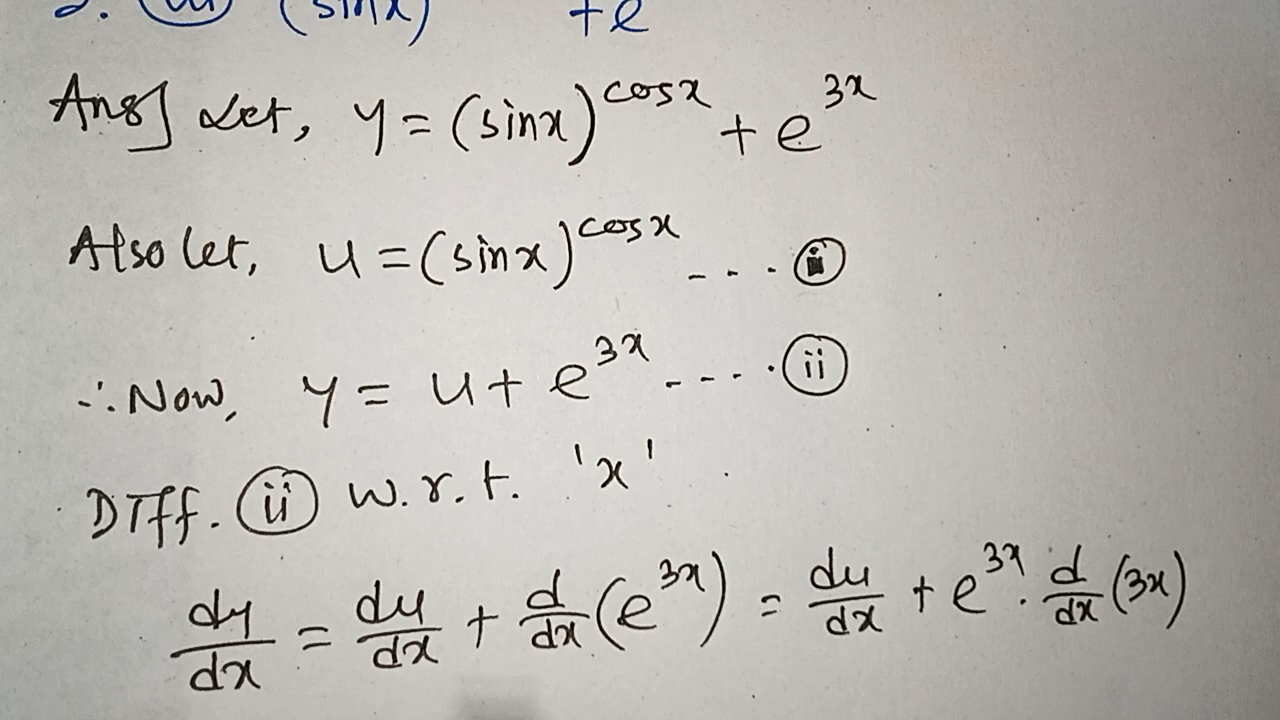 (sinx) +e
Ans] Let, y = (sinx)^cosx + e^3x
Also let, u = (sinx)^cosx ---- (i)
∴ Now, y = u + e^3x ----- (ii)
Diff. (ii) w.r.t. 'x'
dy/dx = du/dx + d/dx (e^3x) = du/dx + e^3x . d/dx (3x)